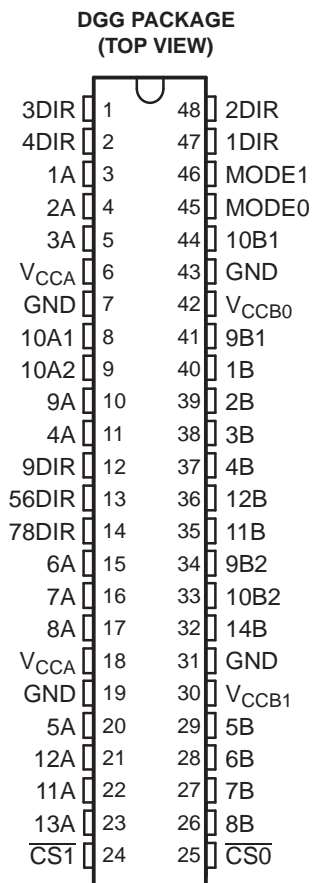 DGG PACKAGE
(TOP VIEW)
3DIR 1 48 2DIR
4DIR 2 47 1DIR
1A 3 46 MODE1
2A 4 45 MODE0
3A 5 44 10B1
VCCA 6 43 GND
GND 7 42 VCCB0
10A1 8 41 9B1
10A2 9 40 1B
9A 10 39 2B
4A 11 38 3B
9DIR 12 37 4B
56DIR 13 36 12B
78DIR 14 35 11B
6A 15 34 9B2
7A 16 33 10B2
8A 17 32 14B
VCCA 18 31 GND
GND 19 30 VCCB1
5A 20 29 5B
12A 21 28 6B
11A 22 27 7B
13A 23 26 8B
C̅S̅1̅ 24 25 C̅S̅0̅